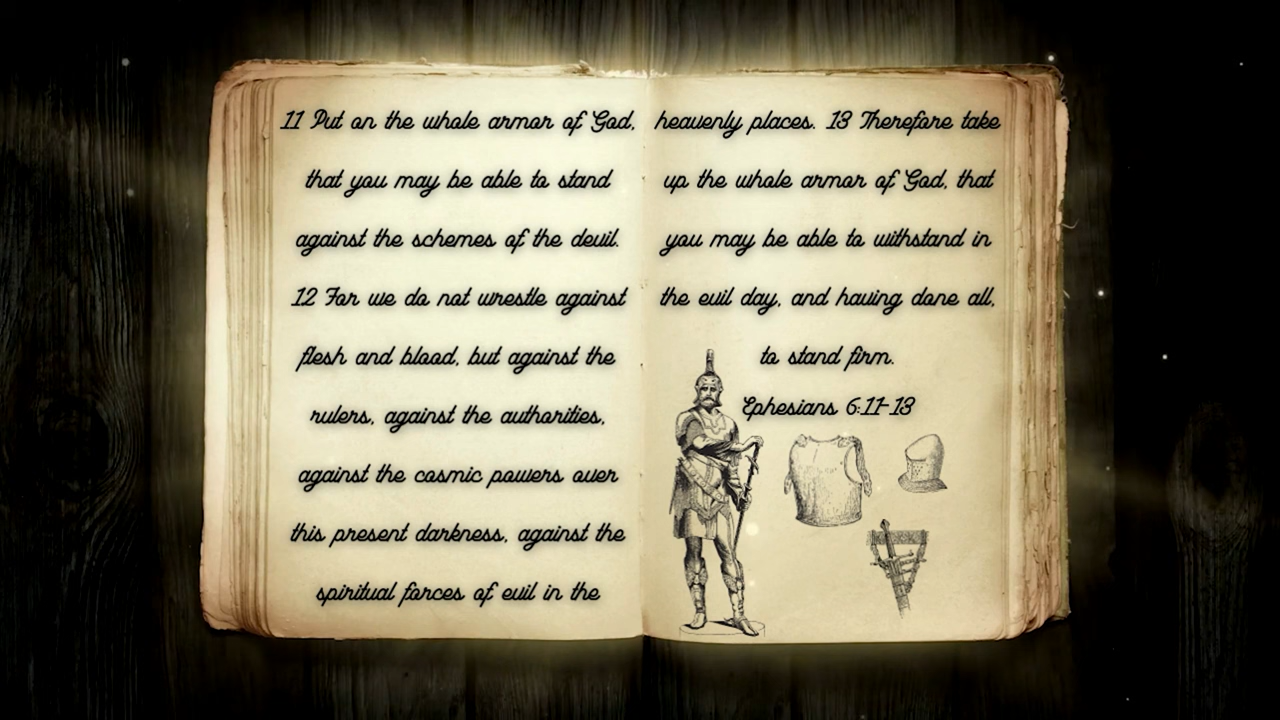 11 Put on the whole armor of God,
that you may be able to stand
against the schemes of the devil.
12 For we do not wrestle against
flesh and blood, but against the
rulers, against the authorities,
against the cosmic powers over
this present darkness, against the
spiritual forces of evil in the
heavenly places. 13 Therefore take
up the whole armor of God, that
you may be able to withstand in
the evil day, and having done all,
to stand firm.
Ephesians 6:11-13